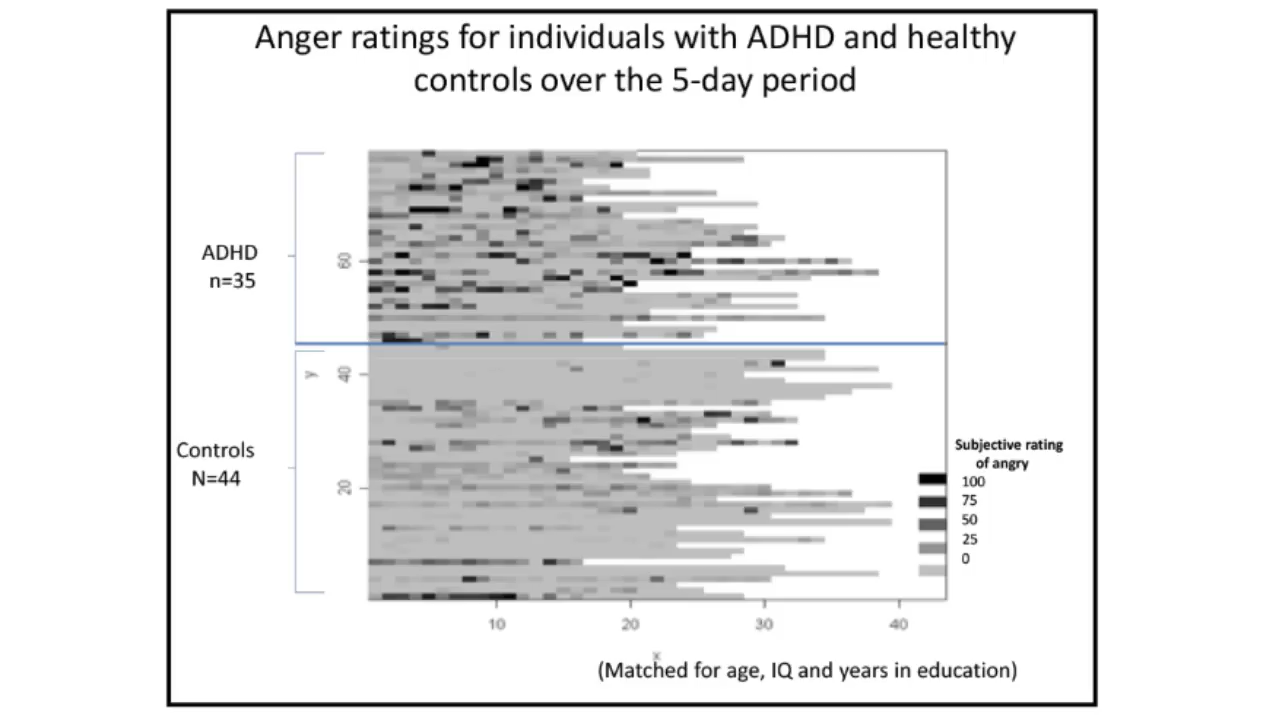 Anger ratings for individuals with ADHD and healthy
controls over the 5-day period
ADHD
n=35
60
y
40
Controls
N=44
20
Subjective rating
of angry
100
75
50
25
0
10
20
30
40
x
(Matched for age, IQ and years in education)